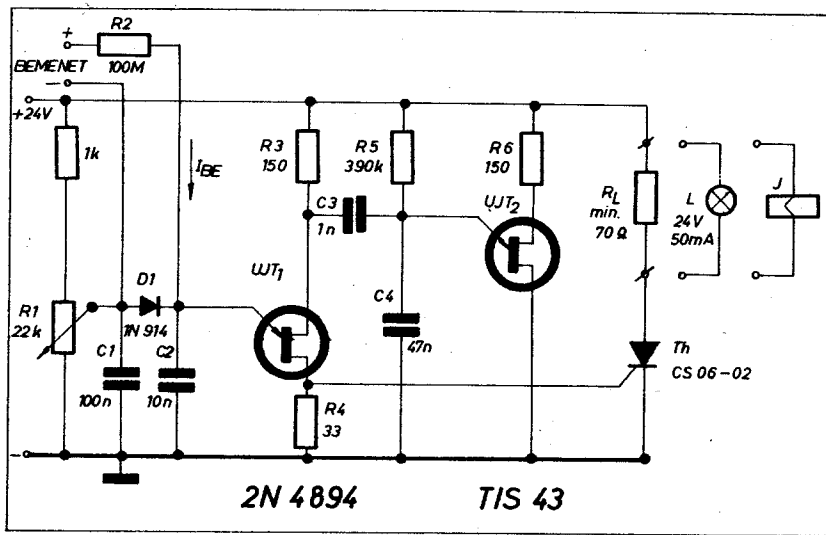 +
R2
100M
BEMENET
−
+24V
1k
I_BE
R3
150
C3
1n
R5
390k
R6
150
UJT₂
R_L
min.
70 Ω
L
24V
50mA
J
UJT₁
D1
1N 914
R1
22k
C1
100n
C2
10n
C4
47n
R4
33
Th
CS 06-02
−
2N 4894
TIS 43